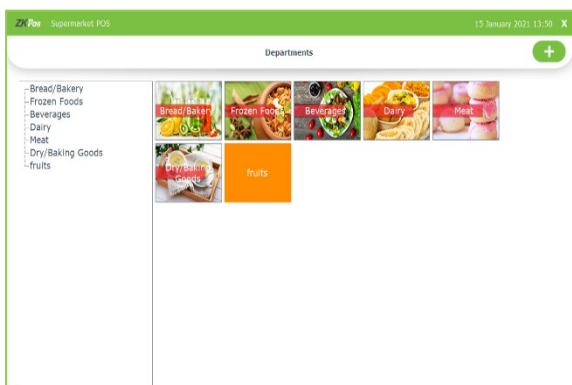 ZKPos Supermarket POS 15 January 2021 13:50 X
Departments
+
Bread/Bakery
Frozen Foods
Beverages
Dairy
Meat
Dry/Baking Goods
fruits
Bread/Bakery Frozen Foods Beverages Dairy Meat
Dry/Baking
Goods
fruits